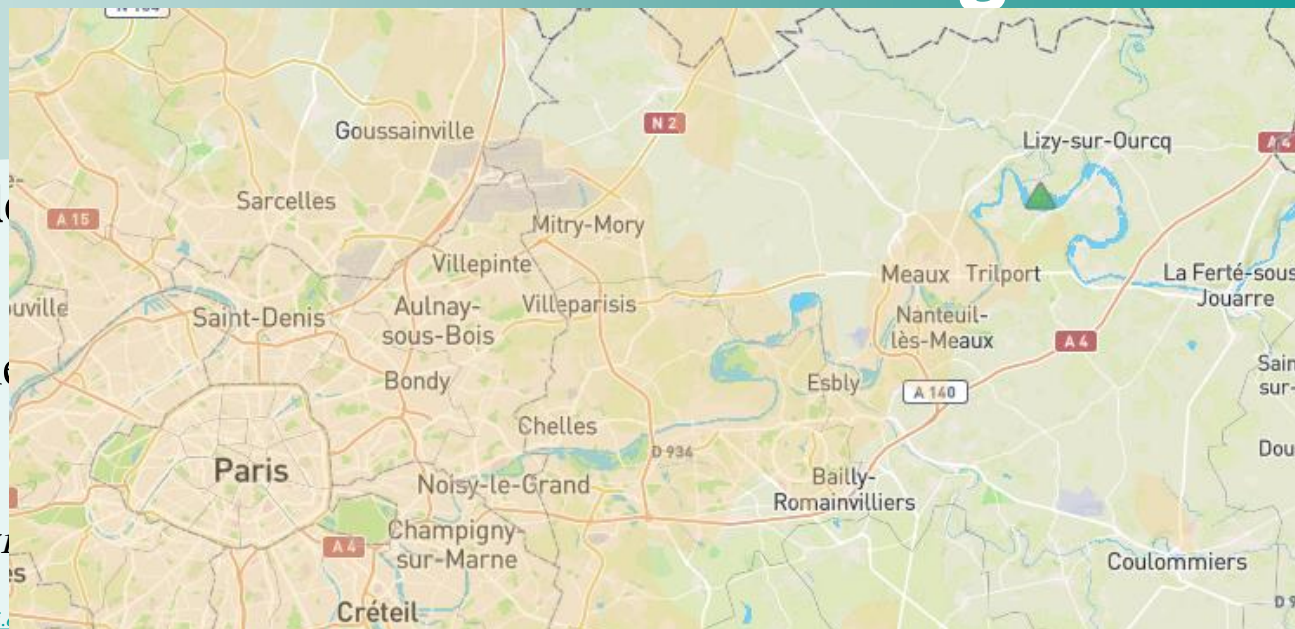 Goussainville
N 2
Lizy-sur-Ourcq
A 4
Sarcelles
A 15
Mitry-Mory
Villepinte
Meaux Trilport
La Ferté-sous
Jouarre
Aulnay-
sous-Bois
Villeparisis
Saint-Denis
Nanteuil-
lès-Meaux
A 4
Bondy
Esbly
A 140
Chelles
D 934
Paris
Noisy-le-Grand
Bailly-
Romainvilliers
Champigny-
sur-Marne
A 4
Coulommiers
Créteil